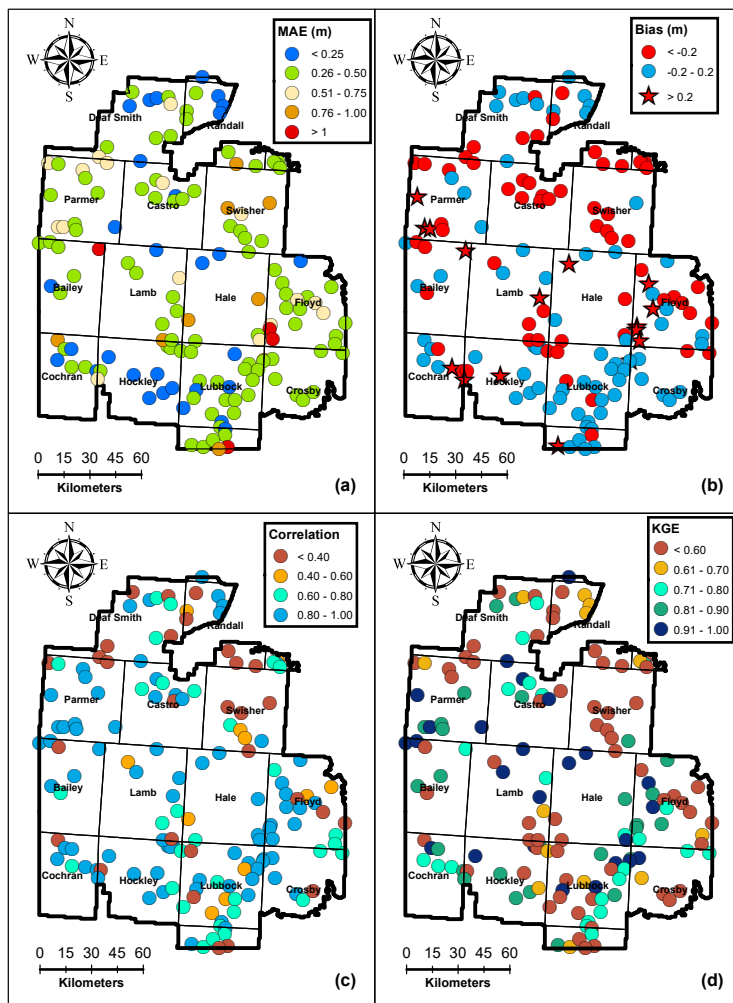 N
W E
S
MAE (m)
< 0.25
0.26 - 0.50
0.51 - 0.75
0.76 - 1.00
> 1
Deaf Smith
Randall
Parmer
Castro
Swisher
Bailey
Lamb
Hale
Floyd
Cochran
Hockley
Lubbock
Crosby
0 15 30 45 60
Kilometers
(a)
N
W E
S
Bias (m)
< -0.2
-0.2 - 0.2
> 0.2
Deaf Smith
Randall
Parmer
Castro
Swisher
Bailey
Lamb
Hale
Floyd
Cochran
Hockley
Lubbock
Crosby
0 15 30 45 60
Kilometers
(b)
N
W E
S
Correlation
< 0.40
0.40 - 0.60
0.60 - 0.80
0.80 - 1.00
Deaf Smith
Randall
Parmer
Castro
Swisher
Bailey
Lamb
Hale
Floyd
Cochran
Hockley
Lubbock
Crosby
0 15 30 45 60
Kilometers
(c)
N
W E
S
KGE
< 0.60
0.61 - 0.70
0.71 - 0.80
0.81 - 0.90
0.91 - 1.00
Deaf Smith
Randall
Parmer
Castro
Swisher
Bailey
Lamb
Hale
Floyd
Cochran
Hockley
Lubbock
Crosby
0 15 30 45 60
Kilometers
(d)